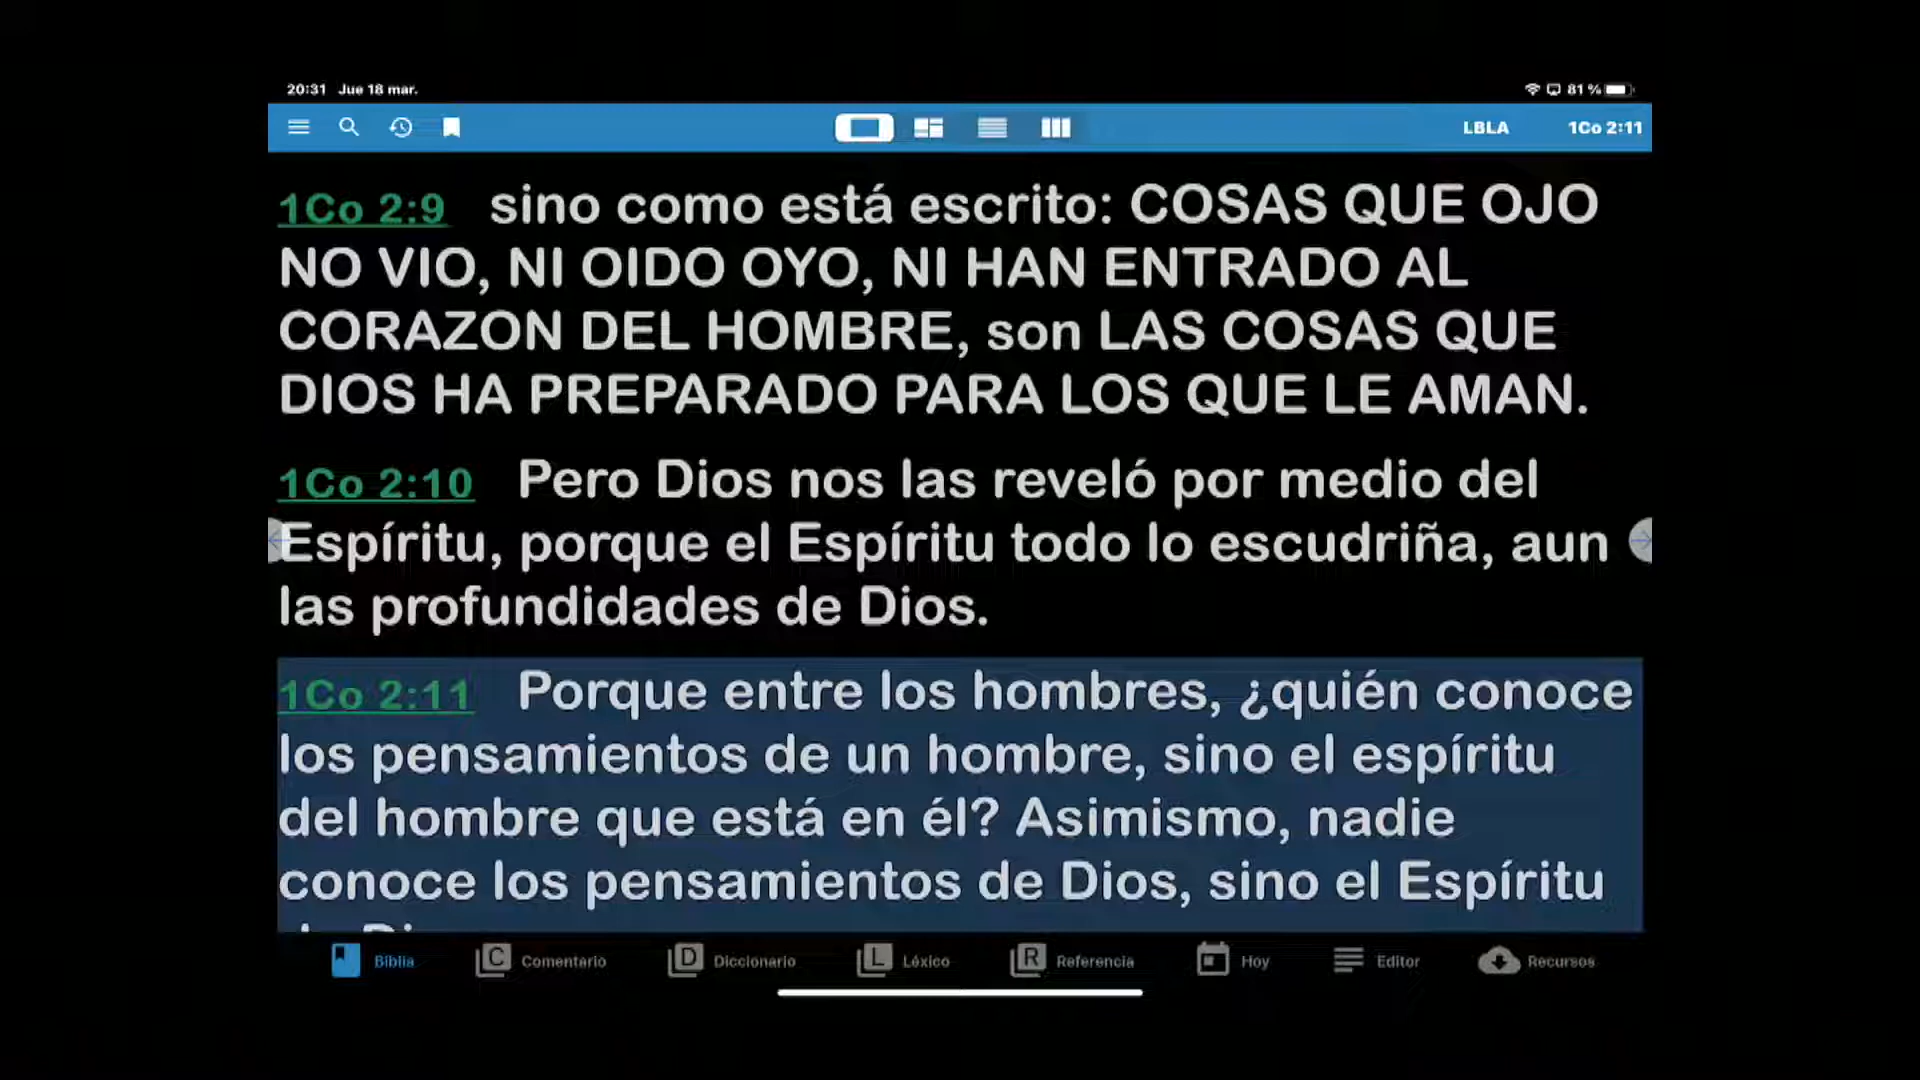 20:31 Jue 18 mar.
81 %
LBLA 1Co 2:11
1Co 2:9 sino como está escrito: COSAS QUE OJO
NO VIO, NI OIDO OYO, NI HAN ENTRADO AL
CORAZON DEL HOMBRE, son LAS COSAS QUE
DIOS HA PREPARADO PARA LOS QUE LE AMAN.
1Co 2:10 Pero Dios nos las reveló por medio del
Espíritu, porque el Espíritu todo lo escudriña, aun
las profundidades de Dios.
1Co 2:11 Porque entre los hombres, ¿quién conoce
los pensamientos de un hombre, sino el espíritu
del hombre que está en él? Asimismo, nadie
conoce los pensamientos de Dios, sino el Espíritu
Biblia C Comentario D Diccionario L Léxico R Referencia Hoy Editor Recursos